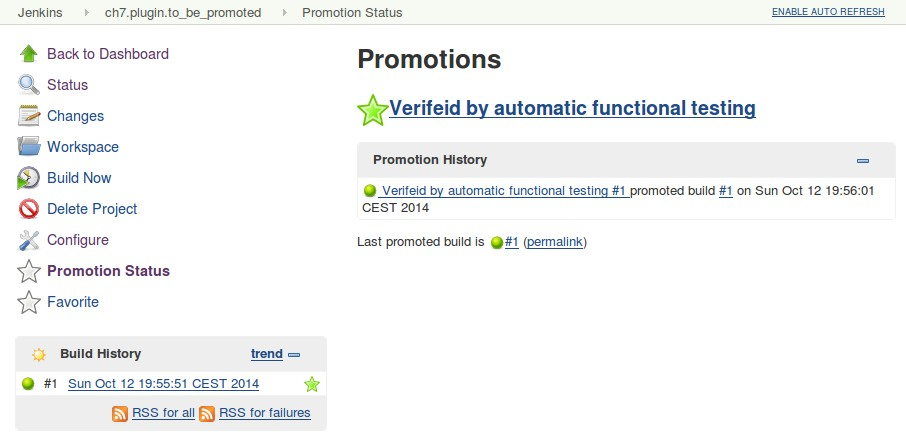 Jenkins ch7.plugin.to_be_promoted Promotion Status ENABLE AUTO REFRESH
Back to Dashboard
Status
Changes
Workspace
Build Now
Delete Project
Configure
Promotion Status
Favorite
Build History trend
#1 Sun Oct 12 19:55:51 CEST 2014
RSS for all RSS for failures
Promotions
Verifeid by automatic functional testing
Promotion History
Verifeid by automatic functional testing #1 promoted build #1 on Sun Oct 12 19:56:01
CEST 2014
Last promoted build is #1 (permalink)